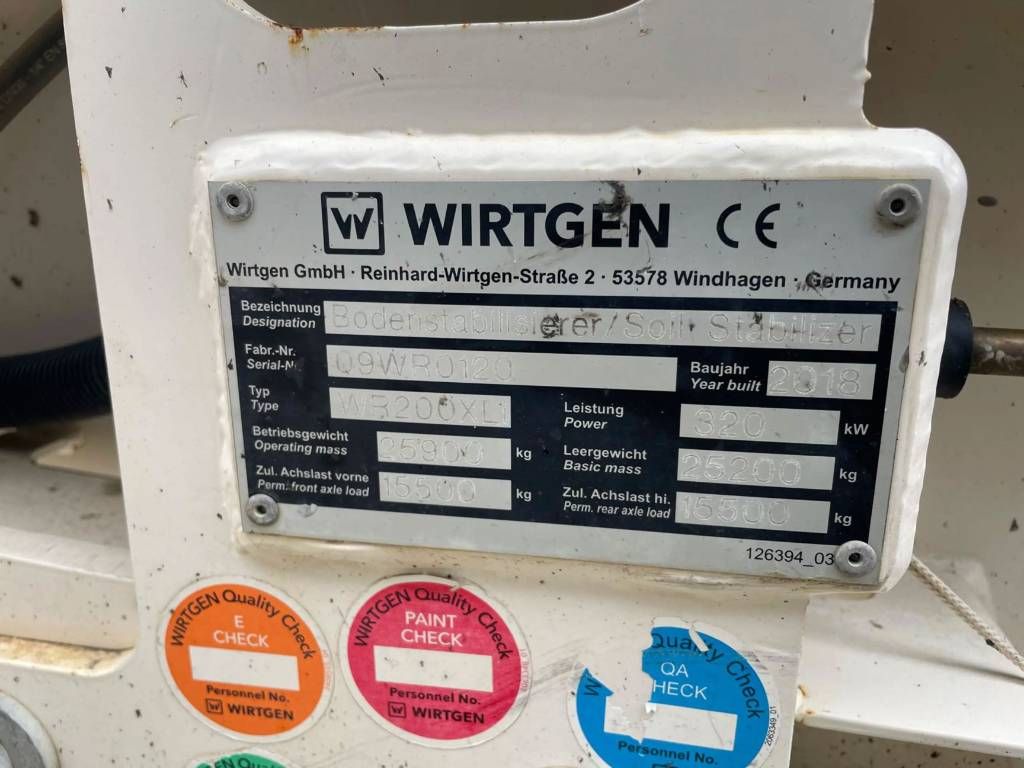 W WIRTGEN CE
Wirtgen GmbH · Reinhard-Wirtgen-Straße 2 · 53578 Windhagen · Germany
Bezeichnung
Designation
Bodenstabilisierer/Soil Stabilizer
Fabr.-Nr.
Serial-N
09WR0120
Baujahr
Year built
2018
Typ
Type
WR200XLi
Leistung
Power
320 kW
Betriebsgewicht
Operating mass
25900 kg
Leergewicht
Basic mass
25200 kg
Zul. Achslast vorne
Perm. front axle load
15500 kg
Zul. Achslast hi.
Perm. rear axle load
15500 kg
126394_03
WIRTGEN Quality Check
E
CHECK
Personnel No.
W WIRTGEN
WIRTGEN Quality Check
PAINT
CHECK
Personnel No.
W WIRTGEN
W Quality Check
QA
HECK
Personnel No.
2063349_01
EN Quality